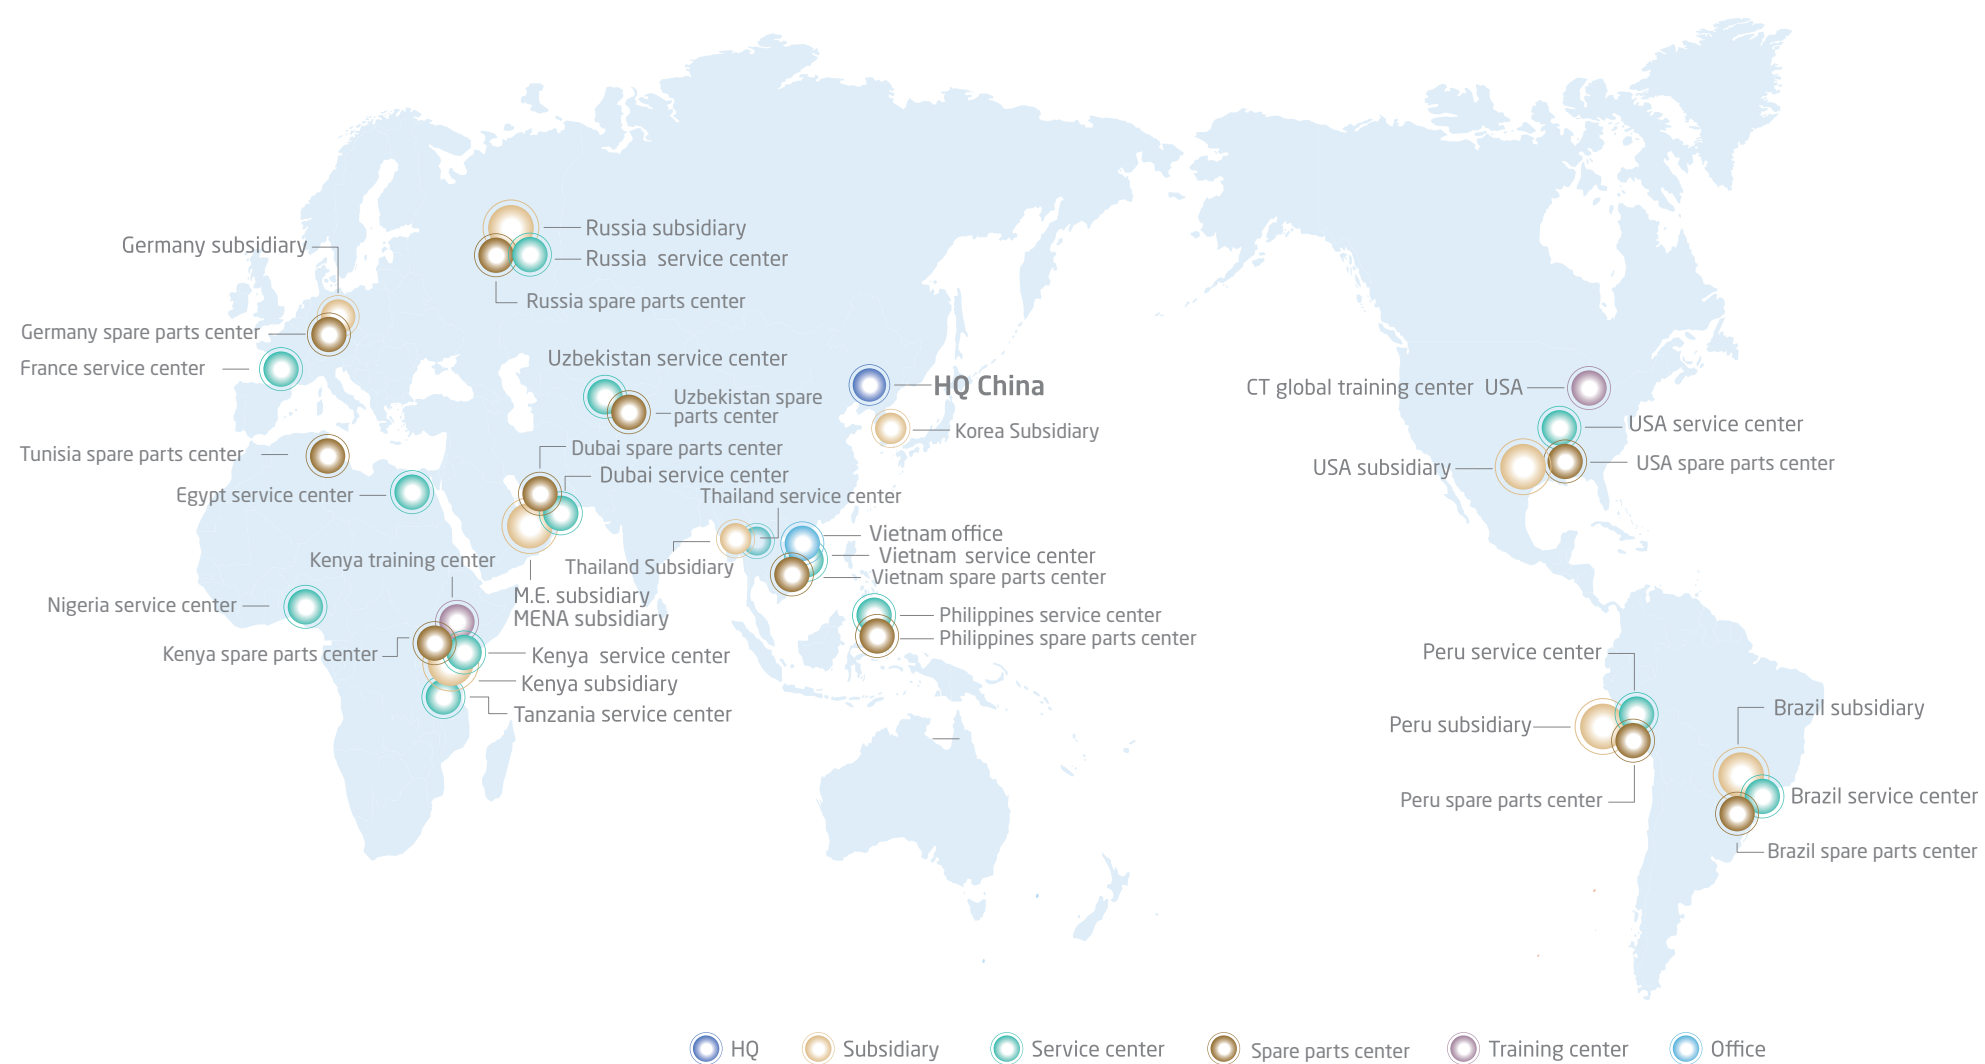 Russia subsidiary
Germany subsidiary
Russia  service center
Russia spare parts center
Germany spare parts center
France service center
Uzbekistan service center
Uzbekistan spare
parts center
HQ China
Korea Subsidiary
CT global training center  USA
USA service center
USA subsidiary
USA spare parts center
Tunisia spare parts center
Dubai spare parts center
Dubai service center
Egypt service center
Thailand service center
Vietnam office
Vietnam  service center
Kenya training center
Thailand Subsidiary
Vietnam spare parts center
M.E. subsidiary
MENA subsidiary
Nigeria service center
Philippines service center
Philippines spare parts center
Kenya spare parts center
Kenya  service center
Kenya subsidiary
Tanzania service center
Peru service center
Peru subsidiary
Brazil subsidiary
Peru spare parts center
Brazil service center
Brazil spare parts center
HQ
Subsidiary
Service center
Spare parts center
Training center
Office